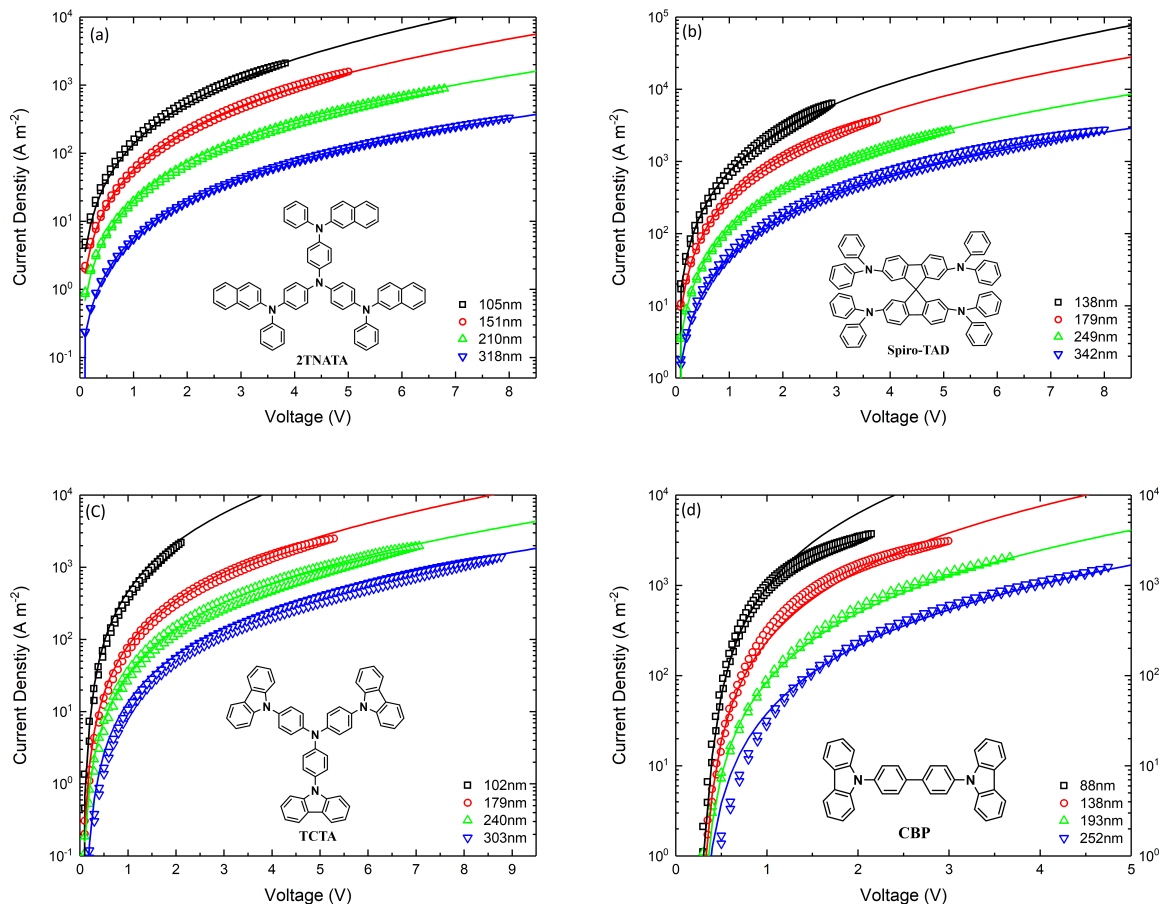 (a)
Current Denstiy (A m⁻²)
10⁴
10³
10²
10¹
10⁰
10⁻¹
N
N
N
N
2TNATA
105nm
151nm
210nm
318nm
0 1 2 3 4 5 6 7 8
Voltage (V)
(b)
Current Denstiy (A m⁻²)
10⁵
10⁴
10³
10²
10¹
10⁰
N
N
N
N
Spiro-TAD
138nm
179nm
249nm
342nm
0 1 2 3 4 5 6 7 8
Voltage (V)
(C)
Current Denstiy (A m⁻²)
10⁴
10³
10²
10¹
10⁰
10⁻¹
N
N
N
N
TCTA
102nm
179nm
240nm
303nm
0 1 2 3 4 5 6 7 8 9
Voltage (V)
(d)
Current Denstiy (A m⁻²)
10⁴ 10⁴
10³ 10³
10² 10²
10¹ 10¹
10⁰ 10⁰
N N
CBP
88nm
138nm
193nm
252nm
0 1 2 3 4 5
Voltage (V)